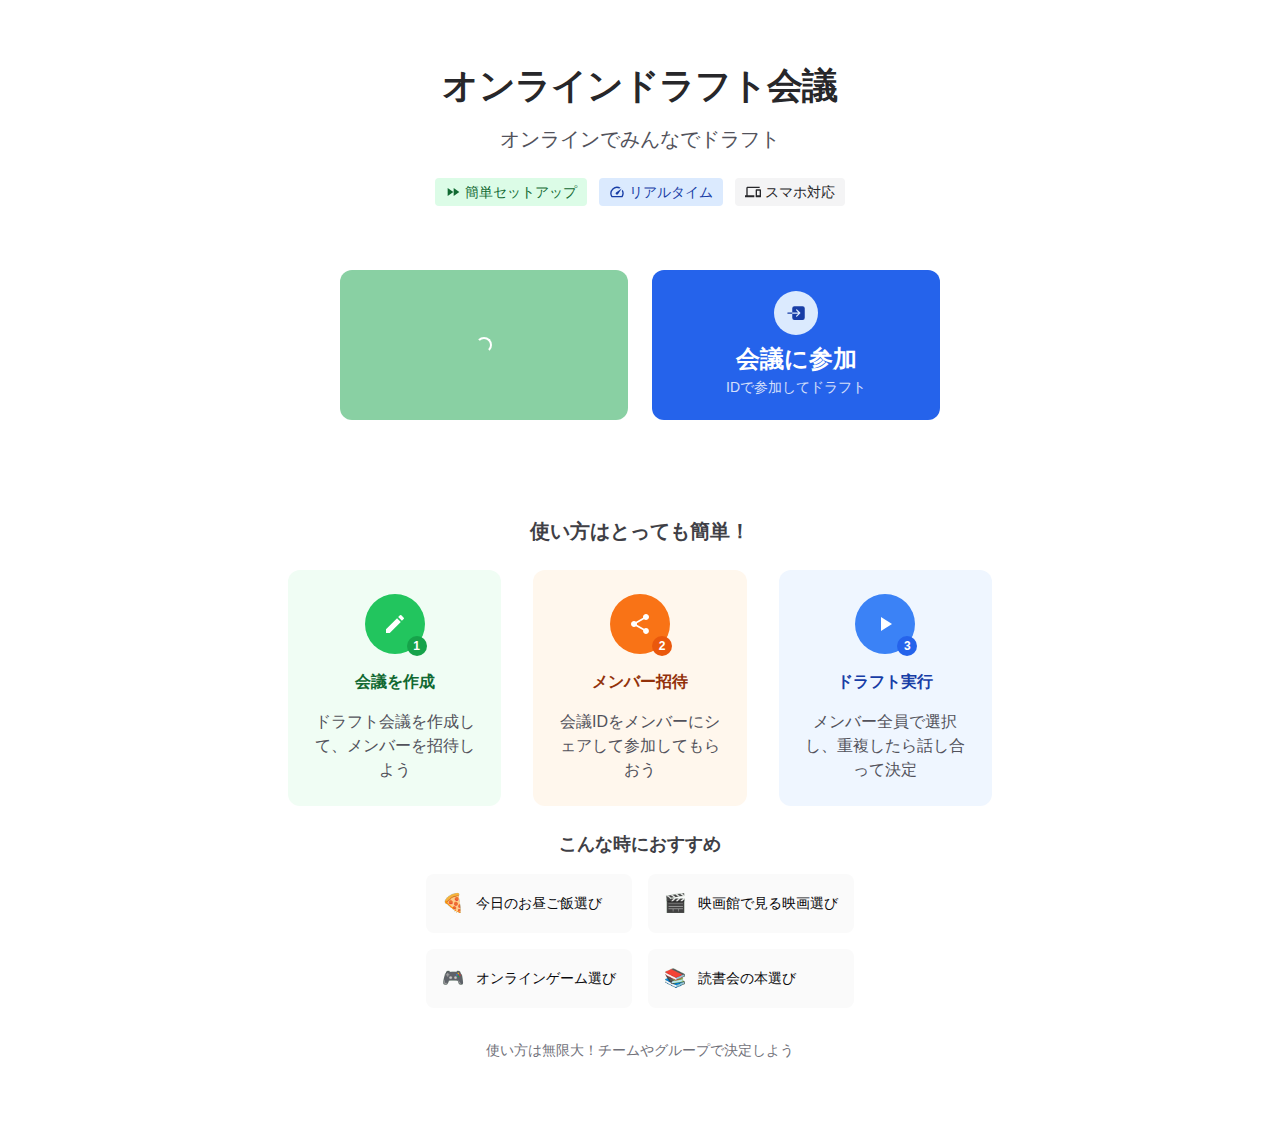 オンラインドラフト会議
オンラインでみんなでドラフト
簡単セットアップ
リアルタイム
スマホ対応
会議に参加
IDで参加してドラフト
使い方はとっても簡単！
1
会議を作成
ドラフト会議を作成し
て、メンバーを招待し
よう
2
メンバー招待
会議IDをメンバーにシ
ェアして参加してもら
おう
3
ドラフト実行
メンバー全員で選択
し、重複したら話し合
って決定
こんな時におすすめ
今日のお昼ご飯選び
映画館で見る映画選び
オンラインゲーム選び
読書会の本選び
使い方は無限大！チームやグループで決定しよう